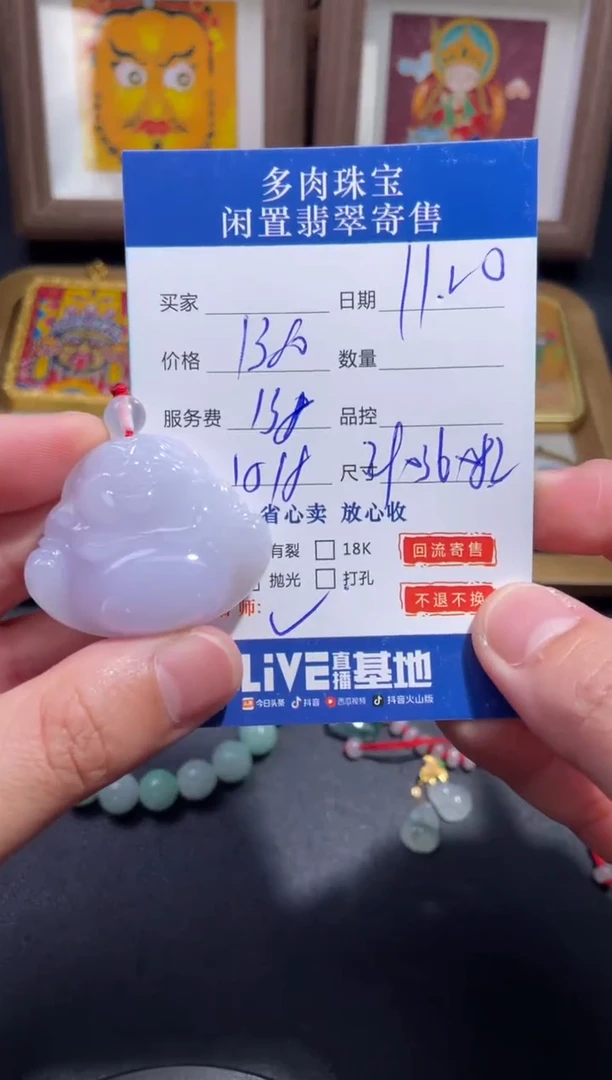 多肉珠宝
闲置翡翠寄售
买家 日期 11.20
价格 1380 数量
服务费 138 品控
1018 尺寸
省心卖 放心收
有裂 18K 回流寄售
抛光 打孔
师: 不退不换
LiVE直播基地
今日头条 抖音 西瓜视频 抖音火山版